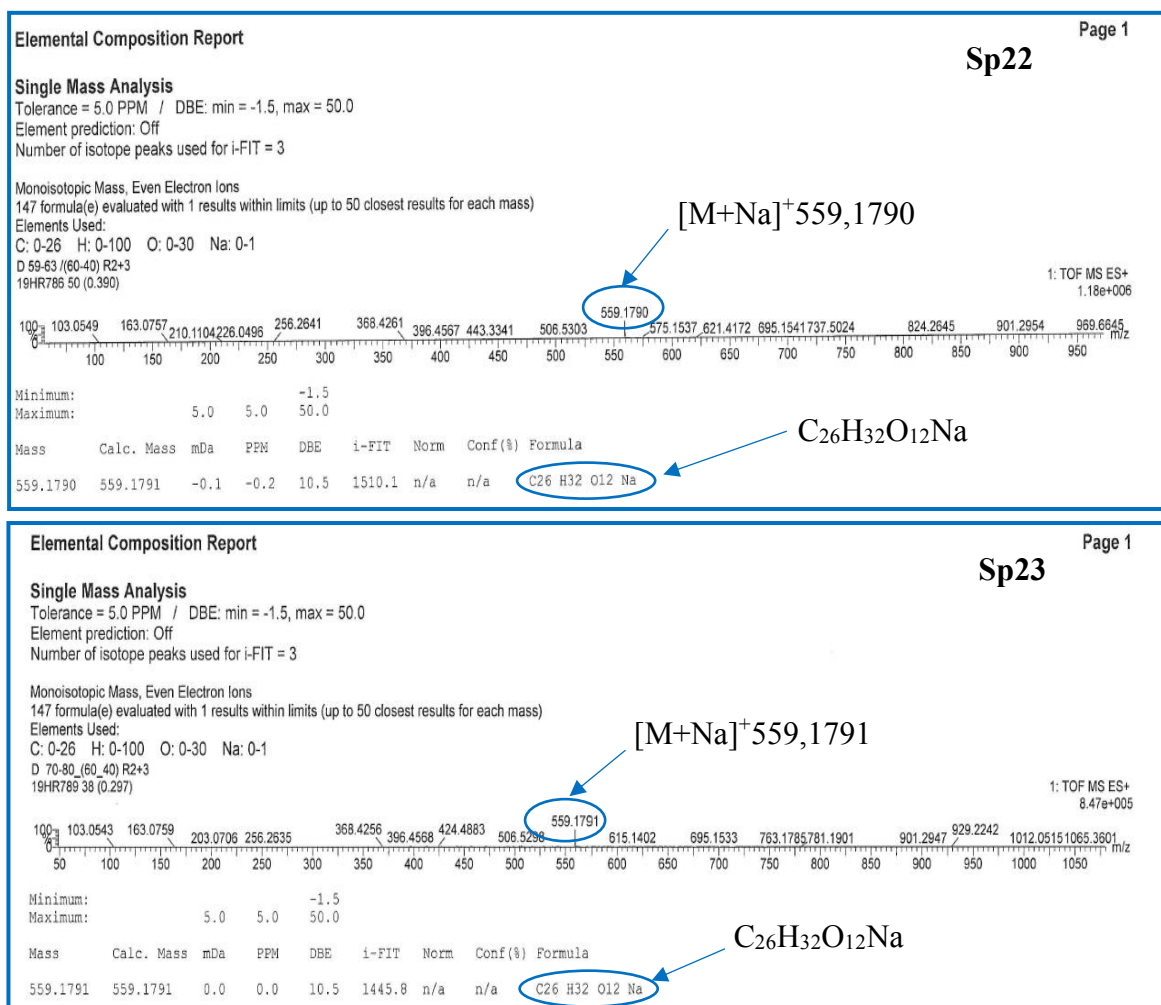 Elemental Composition Report
Page 1
Sp22
Single Mass Analysis
Tolerance = 5.0 PPM / DBE: min = -1.5, max = 50.0
Element prediction: Off
Number of isotope peaks used for i-FIT = 3
Monoisotopic Mass, Even Electron Ions
147 formula(e) evaluated with 1 results within limits (up to 50 closest results for each mass)
Elements Used:
C: 0-26 H: 0-100 O: 0-30 Na: 0-1
D 59-63 /(60-40) R2+3
19HR786 50 (0.390)
[M+Na]⁺559,1790
1: TOF MS ES+
1.18e+006
100 103.0549 163.0757 210.1104 226.0496 256.2641 368.4261 396.4567 443.3341 506.5303 559.1790 575.1537 621.4172 695.1541 737.5024 824.2645 901.2954 969.6645
%
0 m/z
100 150 200 250 300 350 400 450 500 550 600 650 700 750 800 850 900 950
Minimum: -1.5
Maximum: 5.0 5.0 50.0
C₂₆H₃₂O₁₂Na
Mass Calc. Mass mDa PPM DBE i-FIT Norm Conf(%) Formula
559.1790 559.1791 -0.1 -0.2 10.5 1510.1 n/a n/a C26 H32 O12 Na
Elemental Composition Report
Page 1
Sp23
Single Mass Analysis
Tolerance = 5.0 PPM / DBE: min = -1.5, max = 50.0
Element prediction: Off
Number of isotope peaks used for i-FIT = 3
Monoisotopic Mass, Even Electron Ions
147 formula(e) evaluated with 1 results within limits (up to 50 closest results for each mass)
Elements Used:
C: 0-26 H: 0-100 O: 0-30 Na: 0-1
D 70-80_(60_40) R2+3
19HR789 38 (0.297)
[M+Na]⁺559,1791
1: TOF MS ES+
8.47e+005
100 103.0543 163.0759 203.0706 256.2635 368.4256 396.4568 424.4883 506.5298 559.1791 615.1402 695.1533 763.1785 781.1901 901.2947 929.2242 1012.0515 1065.3601
%
0 m/z
50 100 150 200 250 300 350 400 450 500 550 600 650 700 750 800 850 900 950 1000 1050
Minimum: -1.5
Maximum: 5.0 5.0 50.0
C₂₆H₃₂O₁₂Na
Mass Calc. Mass mDa PPM DBE i-FIT Norm Conf(%) Formula
559.1791 559.1791 0.0 0.0 10.5 1445.8 n/a n/a C26 H32 O12 Na